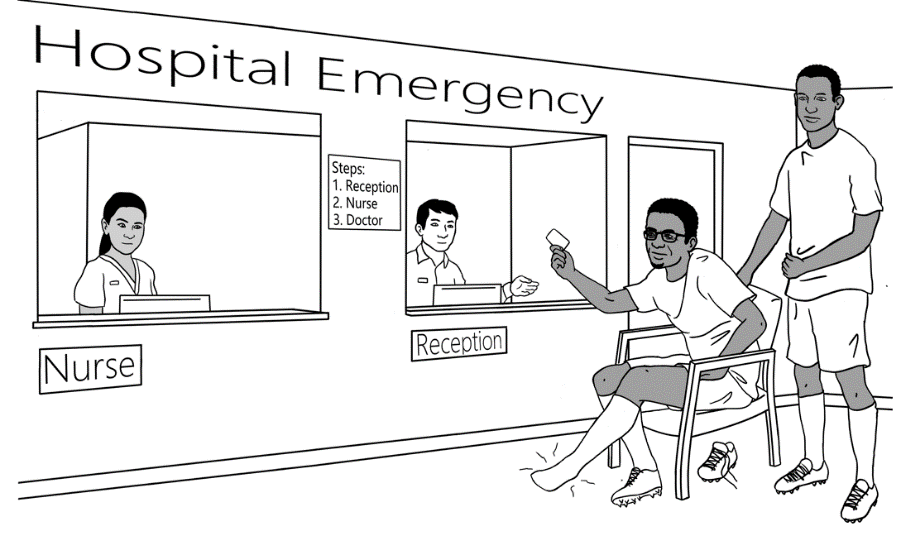 Hospital Emergency
Steps:
1. Reception
2. Nurse
3. Doctor
Nurse
Reception